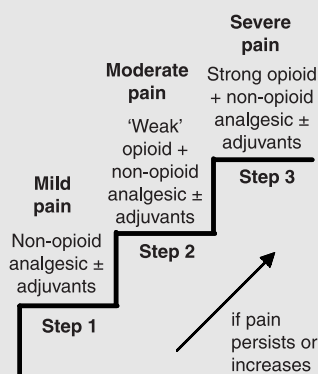 Mild
pain
Non-opioid
analgesic ±
adjuvants
Step 1
Moderate
pain
‘Weak’
opioid +
non-opioid
analgesic ±
adjuvants
Step 2
Severe
pain
Strong opioid
+ non-opioid
analgesic ±
adjuvants
Step 3
if pain
persists or
increases